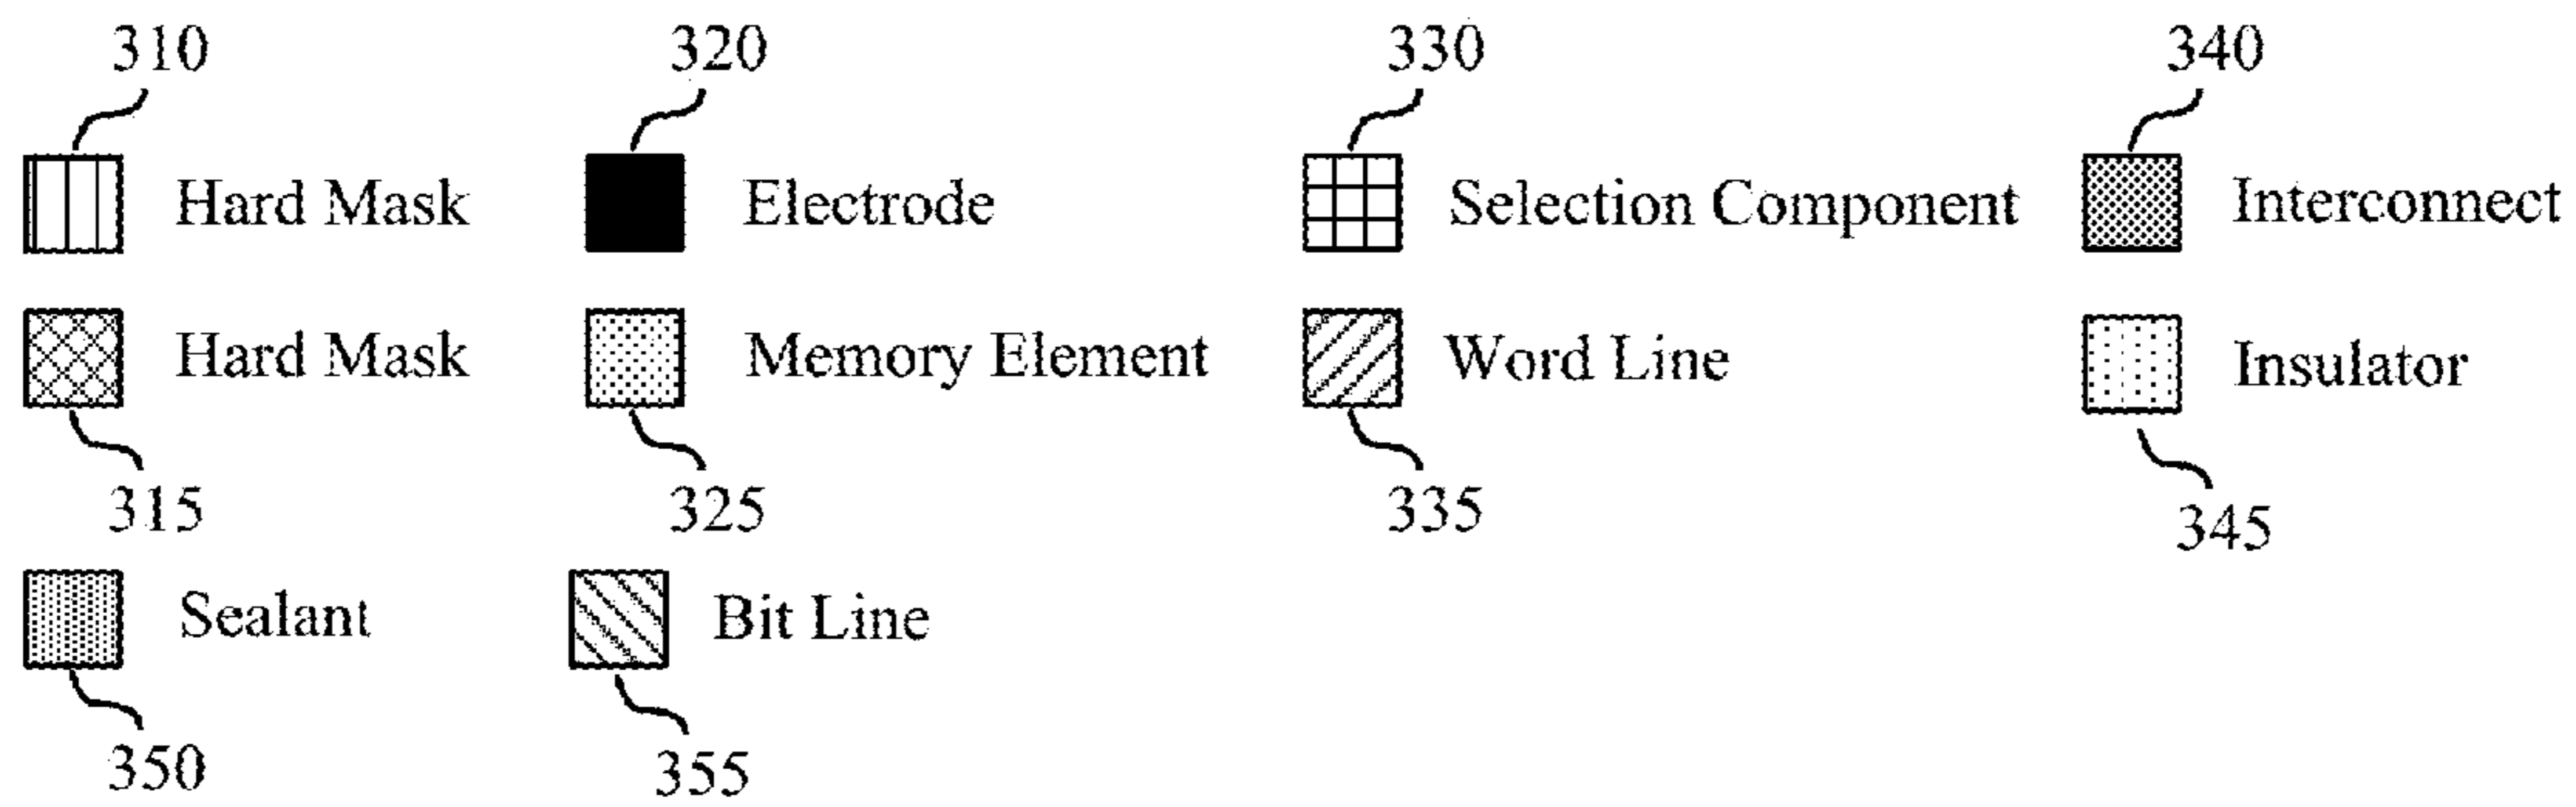 310 320 330 340
Hard Mask Electrode Selection Component Interconnect
Hard Mask Memory Element Word Line Insulator
315 325 335 345
Sealant Bit Line
350 355